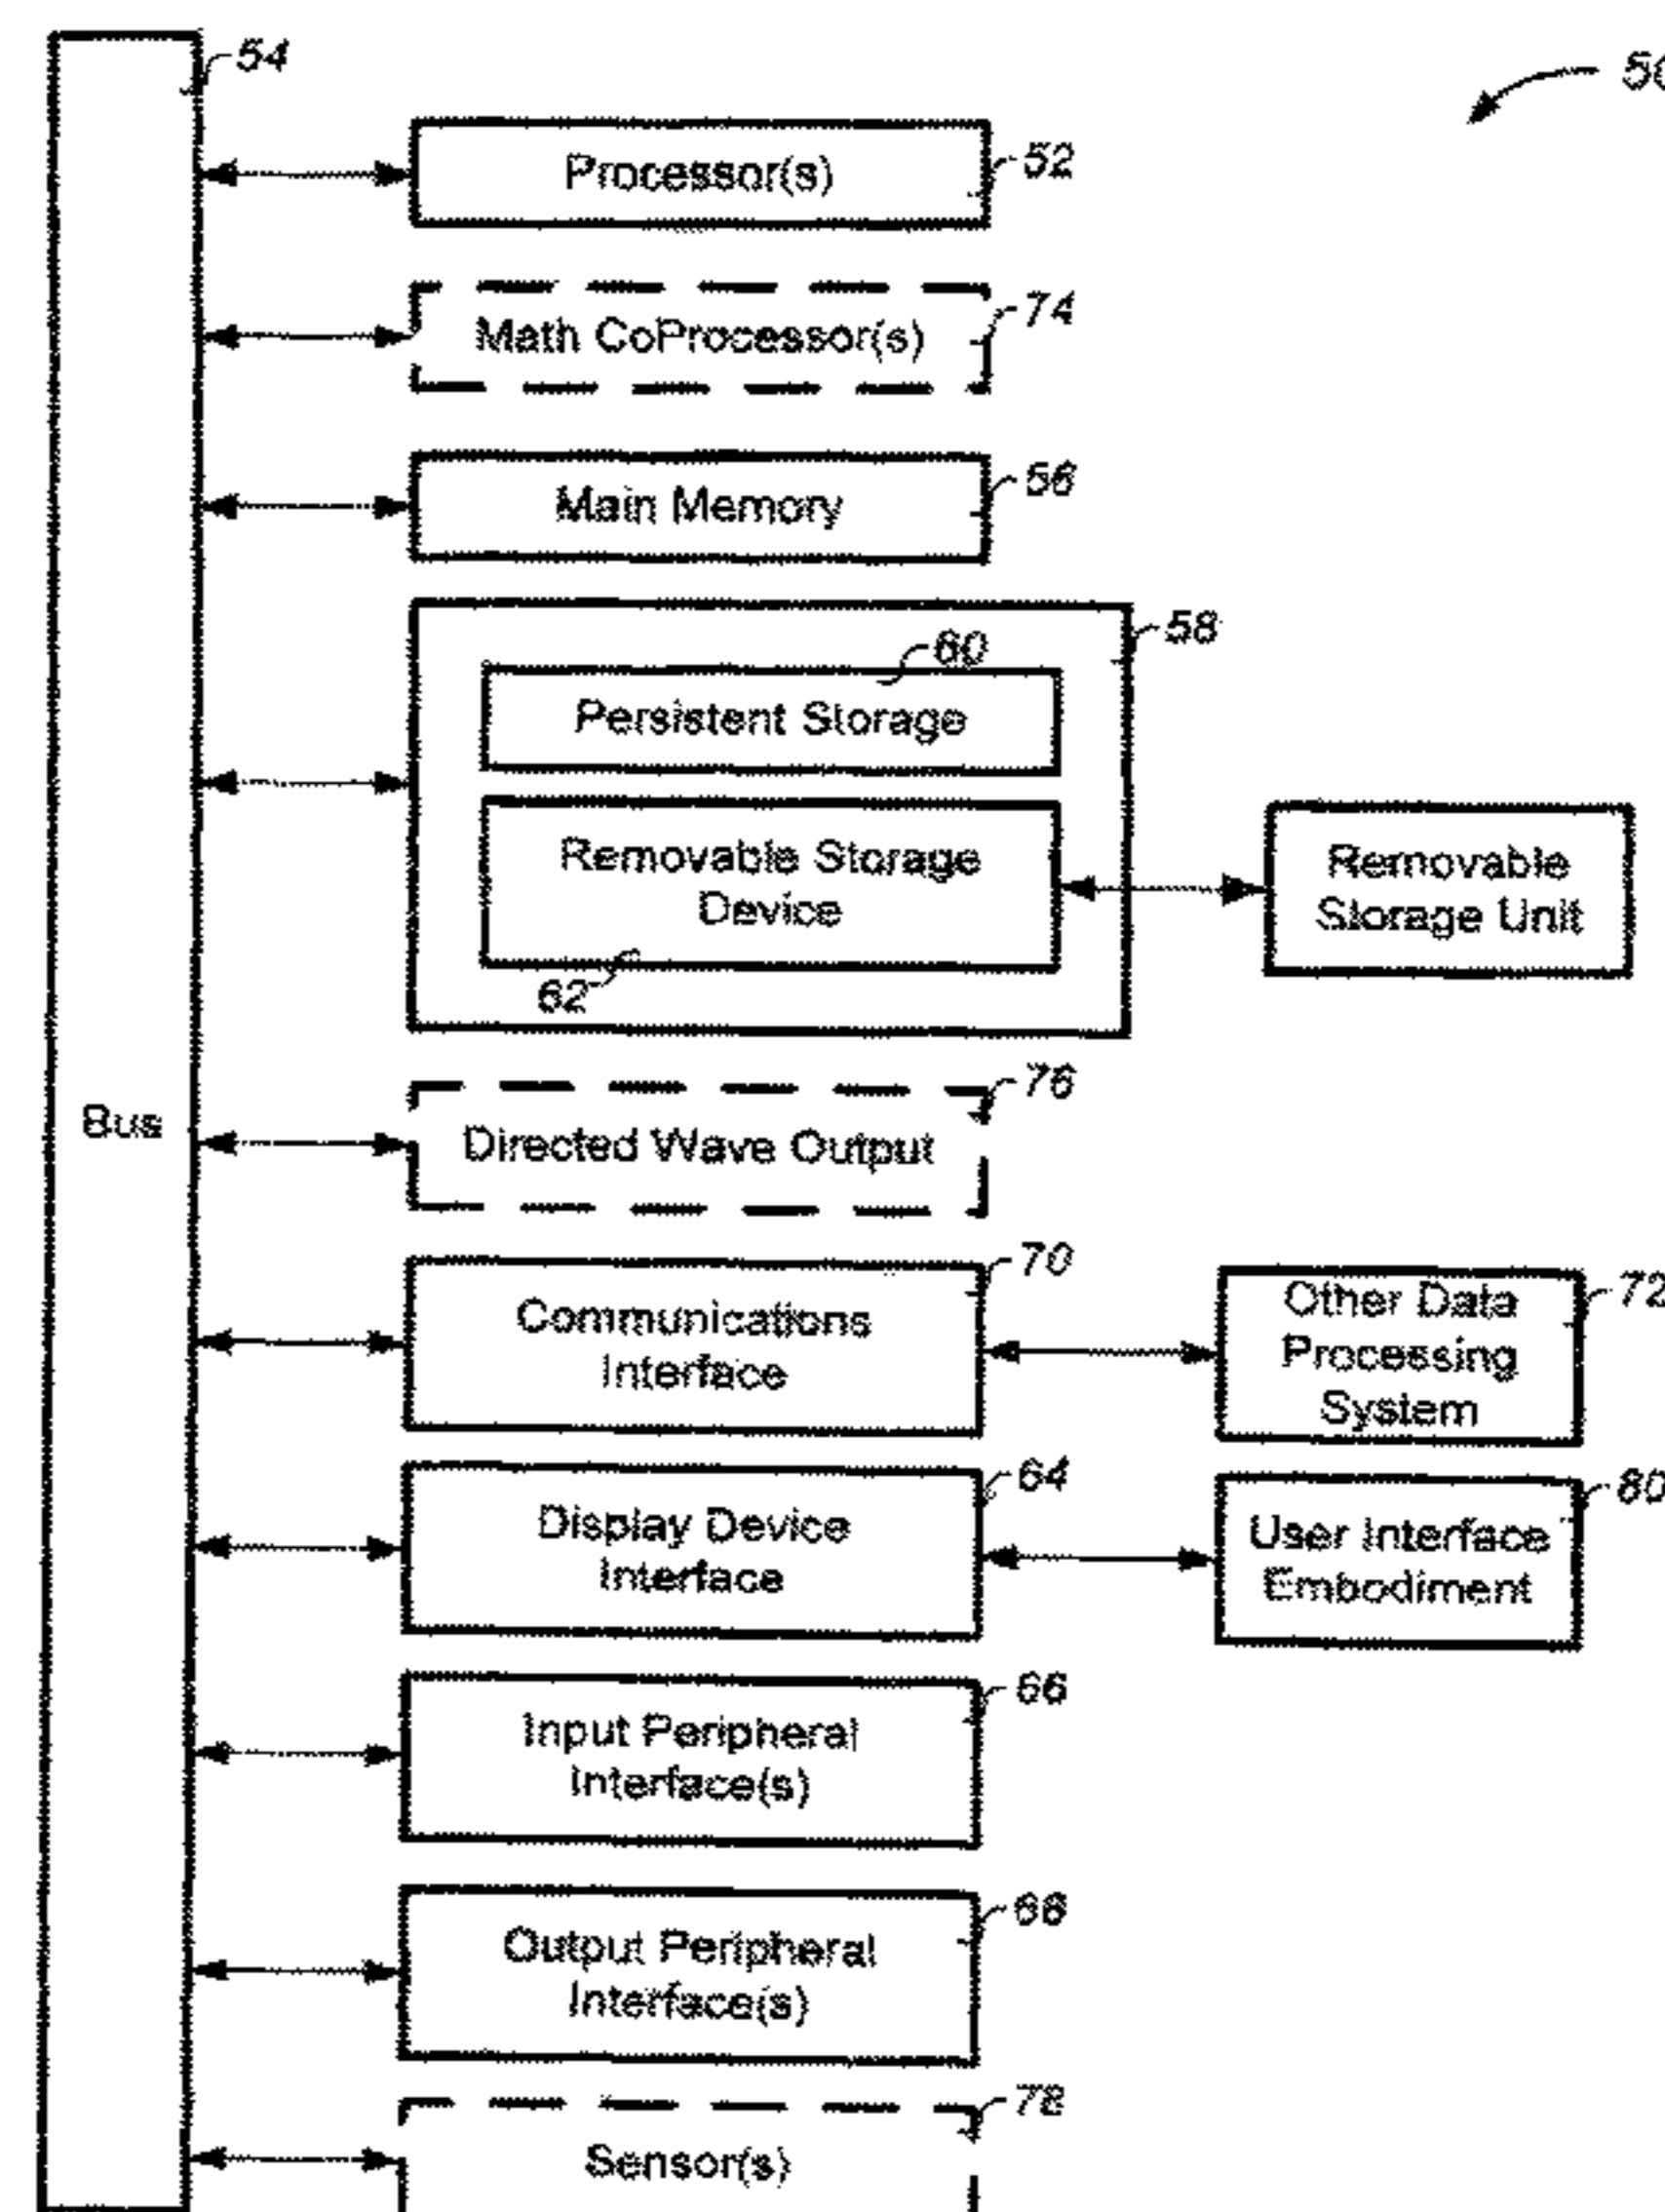 54
50
Processor(s)
52
Math CoProcessor(s)
74
Main Memory
56
58
60
Persistent Storage
Removable Storage
Device
62
Removable
Storage Unit
Bus
76
Directed Wave Output
70
Communications
Interface
Other Data
Processing
System
72
64
Display Device
Interface
User Interface
Embodiment
80
66
Input Peripheral
Interface(s)
68
Output Peripheral
Interface(s)
78
Sensor(s)